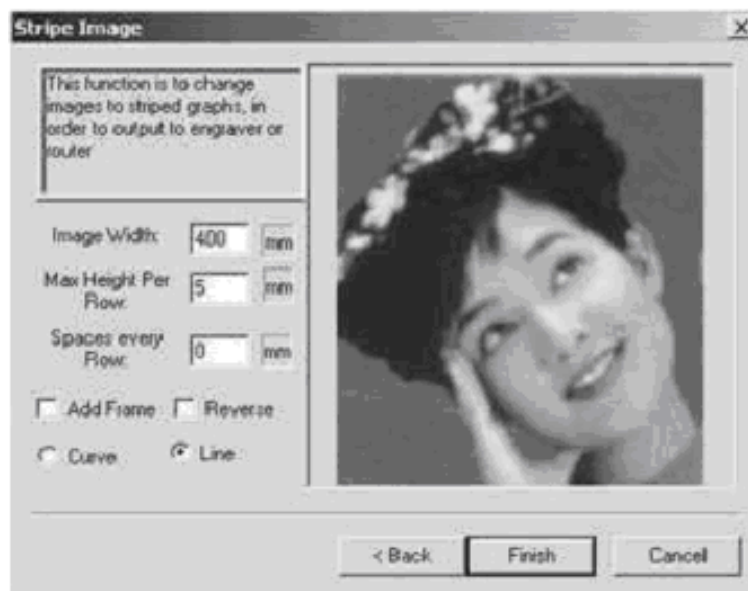 Stripe Image
This function is to change
images to striped graphs, in
order to output to engraver or
router
Image Width: 400 mm
Max Height Per
Row: 5 mm
Spaces every
Row: 0 mm
Add Frame Reverse
Curve Line
< Back Finish Cancell